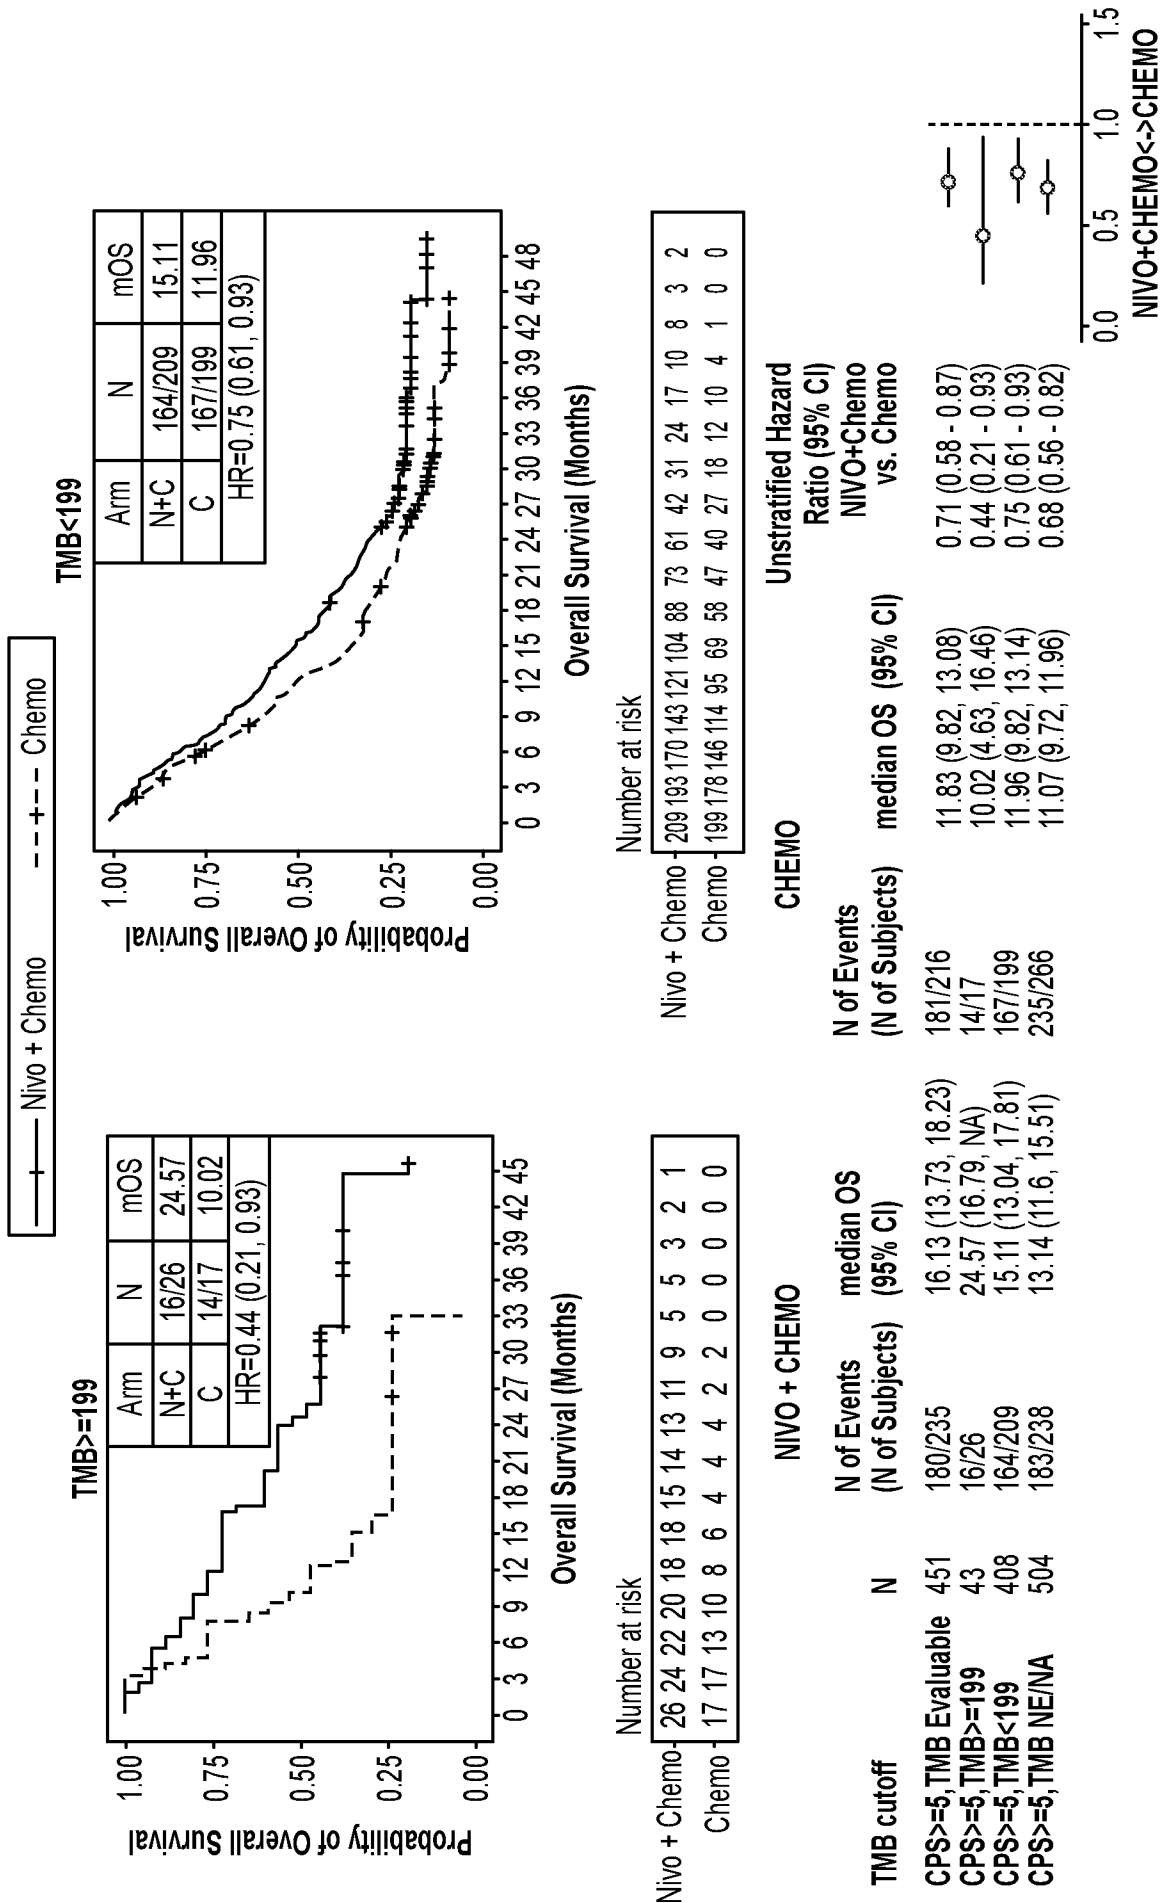 Nivo + Chemo Chemo
TMB>=199
Probability of Overall Survival
1.00
0.75
0.50
0.25
0.00
Arm N mOS
N+C 16/26 24.57
C 14/17 10.02
HR=0.44 (0.21, 0.93)
0 3 6 9 12 15 18 21 24 27 30 33 36 39 42 45
Overall Survival (Months)
Number at risk
Nivo + Chemo 26 24 22 20 18 18 15 14 13 11 9 5 5 3 2 1
Chemo 17 17 13 10 8 6 4 4 4 2 2 0 0 0 0 0
TMB<199
Probability of Overall Survival
1.00
0.75
0.50
0.25
0.00
Arm N mOS
N+C 164/209 15.11
C 167/199 11.96
HR=0.75 (0.61, 0.93)
0 3 6 9 12 15 18 21 24 27 30 33 36 39 42 45 48
Overall Survival (Months)
Number at risk
Nivo + Chemo 209 193 170 143 121 104 88 73 61 42 31 24 17 10 8 3 2
Chemo 199 178 146 114 95 69 58 47 40 27 18 12 10 4 1 0 0
NIVO + CHEMO CHEMO Unstratified Hazard
Ratio (95% CI)
N of Events median OS N of Events NIVO+Chemo
TMB cutoff N (N of Subjects) (95% CI) (N of Subjects) median OS (95% CI) vs. Chemo
CPS>=5,TMB Evaluable 451 180/235 16.13 (13.73, 18.23) 181/216 11.83 (9.82, 13.08) 0.71 (0.58 - 0.87)
CPS>=5,TMB>=199 43 16/26 24.57 (16.79, NA) 14/17 10.02 (4.63, 16.46) 0.44 (0.21 - 0.93)
CPS>=5,TMB<199 408 164/209 15.11 (13.04, 17.81) 167/199 11.96 (9.82, 13.14) 0.75 (0.61 - 0.93)
CPS>=5,TMB NE/NA 504 183/238 13.14 (11.6, 15.51) 235/266 11.07 (9.72, 11.96) 0.68 (0.56 - 0.82)
0.0 0.5 1.0 1.5
NIVO+CHEMO<->CHEMO